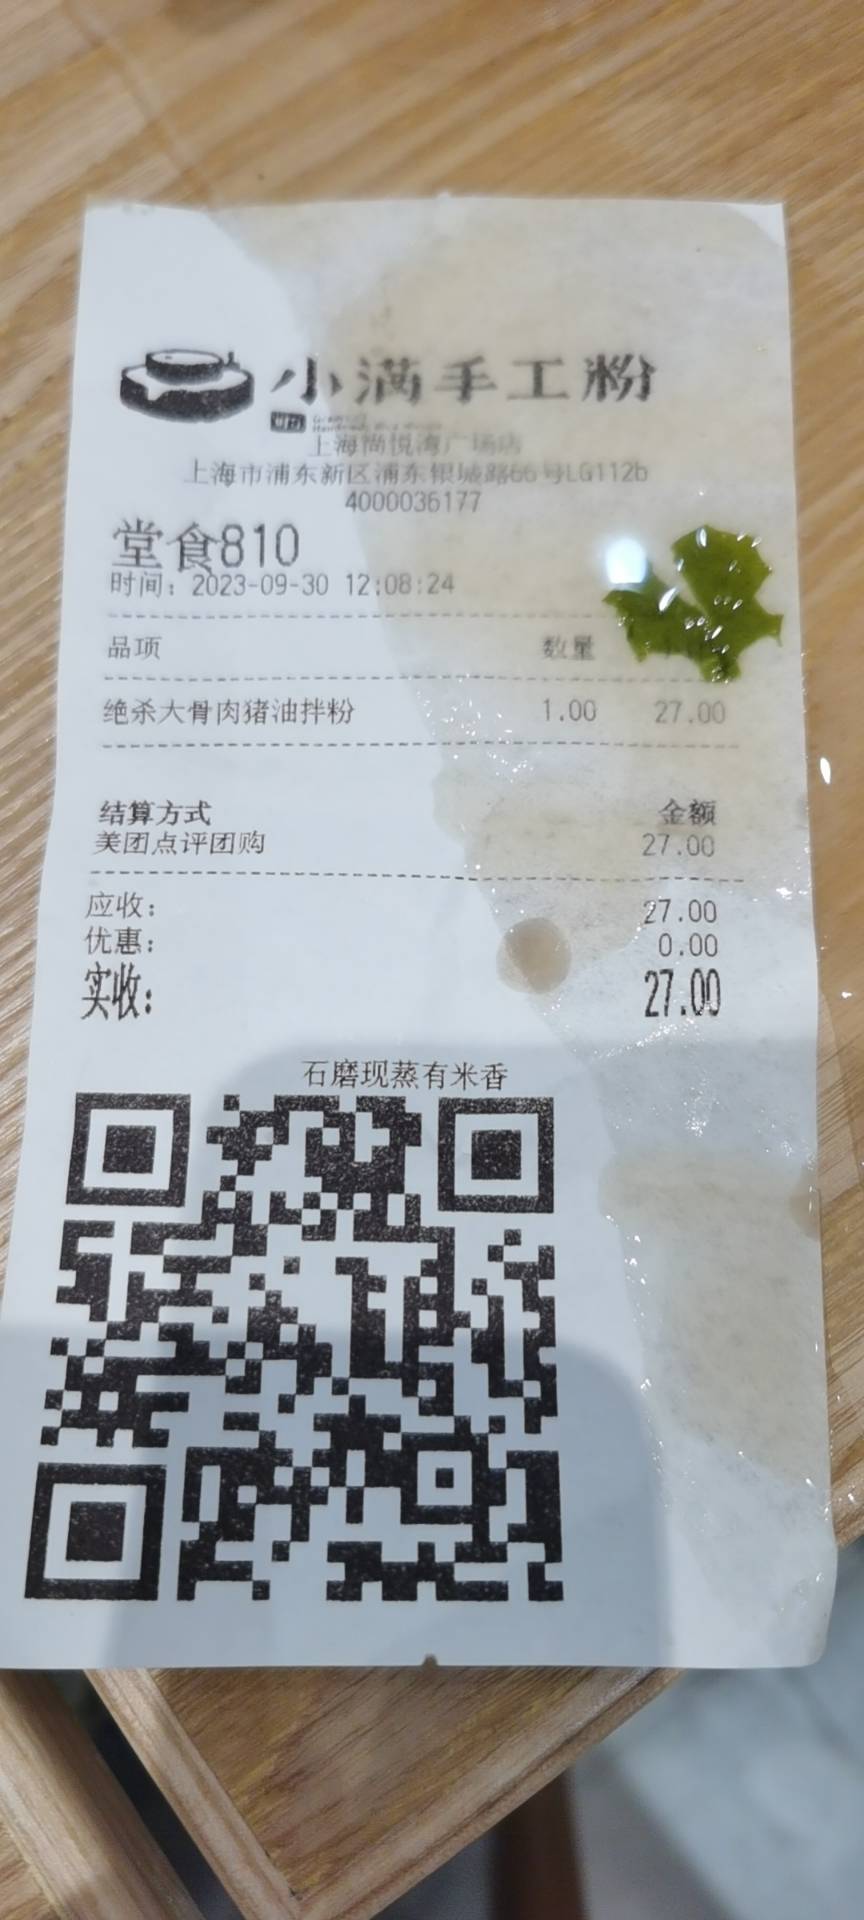 小满手工粉
上海尚悦湾广场店
上海市浦东新区浦东银城路66号LG112b
4000036177
堂食810
时间：2023-09-30 12:08:24
品项 数量
绝杀大骨肉猪油拌粉 1.00 27.00
结算方式 金额
美团点评团购 27.00
应收： 27.00
优惠： 0.00
实收： 27.00
石磨现蒸有米香